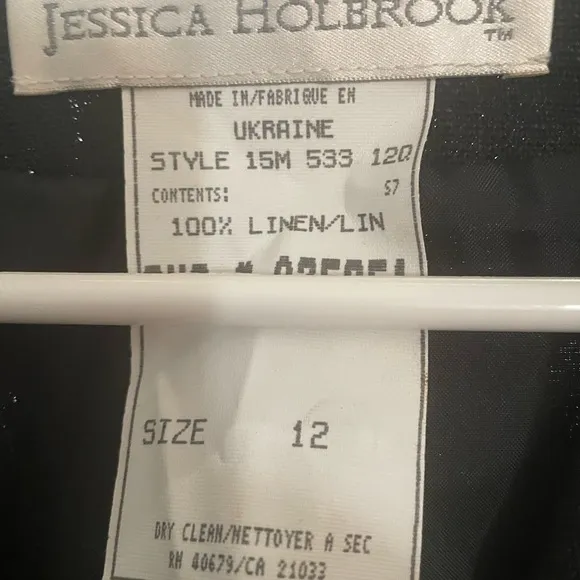 JESSICA HOLBROOK
TM
MADE IN/FABRIQUE EN
UKRAINE
STYLE 15M 533 12Q
CONTENTS: S7
100% LINEN/LIN
SIZE 12
DRY CLEAN/NETTOYER A SEC
RN 40679/CA 21033